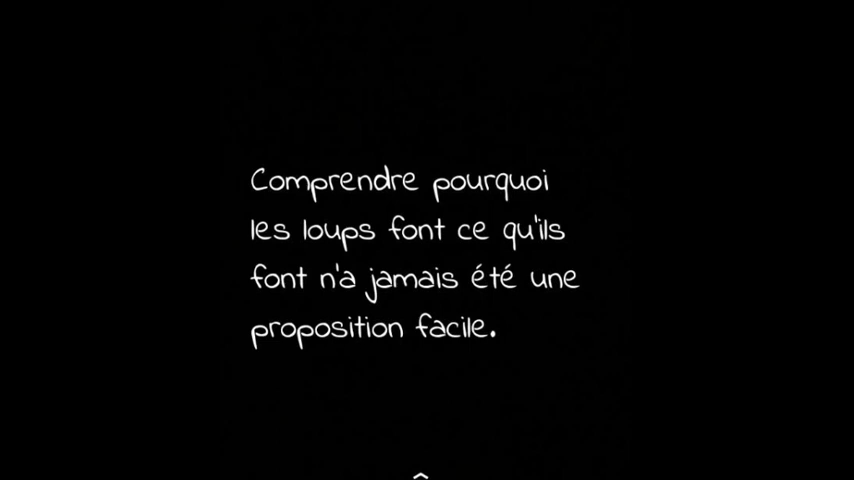 Comprendre pourquoi
les loups font ce qu'ils
font n'a jamais été une
proposition facile.